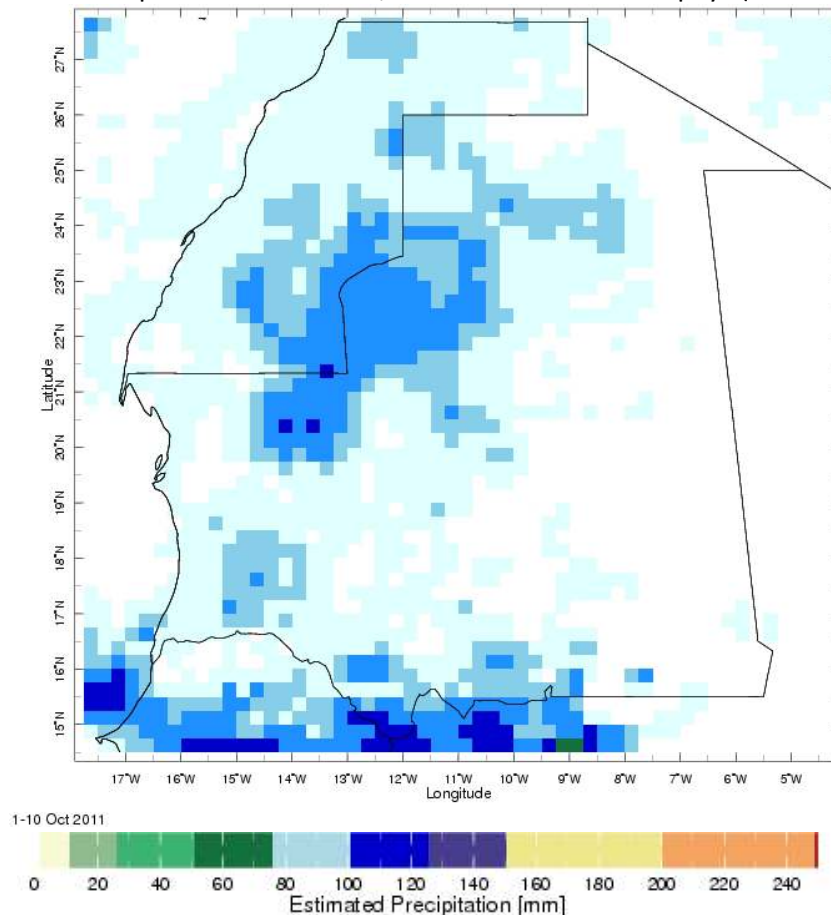 27°N
26°N
25°N
24°N
23°N
22°N
21°N
20°N
19°N
18°N
17°N
16°N
15°N
Latitude
17°W 16°W 15°W 14°W 13°W 12°W 11°W 10°W 9°W 8°W 7°W 6°W 5°W
Longitude
1-10 Oct 2011
0 20 40 60 80 100 120 140 160 180 200 220 240
Estimated Precipitation [mm]